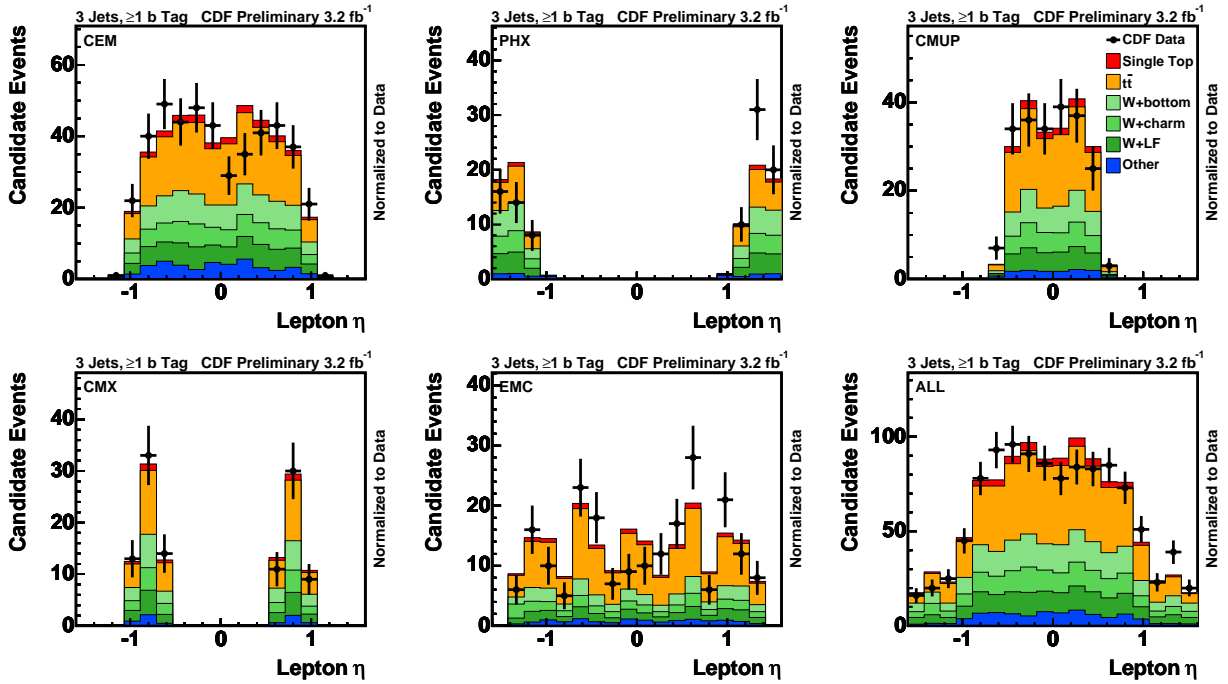 3 Jets, ≥1 b Tag CDF Preliminary 3.2 fb⁻¹
CEM
Candidate Events
60
40
20
0
-1 0 1
Lepton η
Normalized to Data
3 Jets, ≥1 b Tag CDF Preliminary 3.2 fb⁻¹
PHX
Candidate Events
40
30
20
10
0
-1 0 1
Lepton η
Normalized to Data
3 Jets, ≥1 b Tag CDF Preliminary 3.2 fb⁻¹
CMUP
Candidate Events
40
20
0
-1 0 1
Lepton η
Normalized to Data
CDF Data
Single Top
tt̄
W+bottom
W+charm
W+LF
Other
3 Jets, ≥1 b Tag CDF Preliminary 3.2 fb⁻¹
CMX
Candidate Events
40
30
20
10
0
-1 0 1
Lepton η
Normalized to Data
3 Jets, ≥1 b Tag CDF Preliminary 3.2 fb⁻¹
EMC
Candidate Events
40
30
20
10
0
-1 0 1
Lepton η
Normalized to Data
3 Jets, ≥1 b Tag CDF Preliminary 3.2 fb⁻¹
ALL
Candidate Events
100
50
0
-1 0 1
Lepton η
Normalized to Data